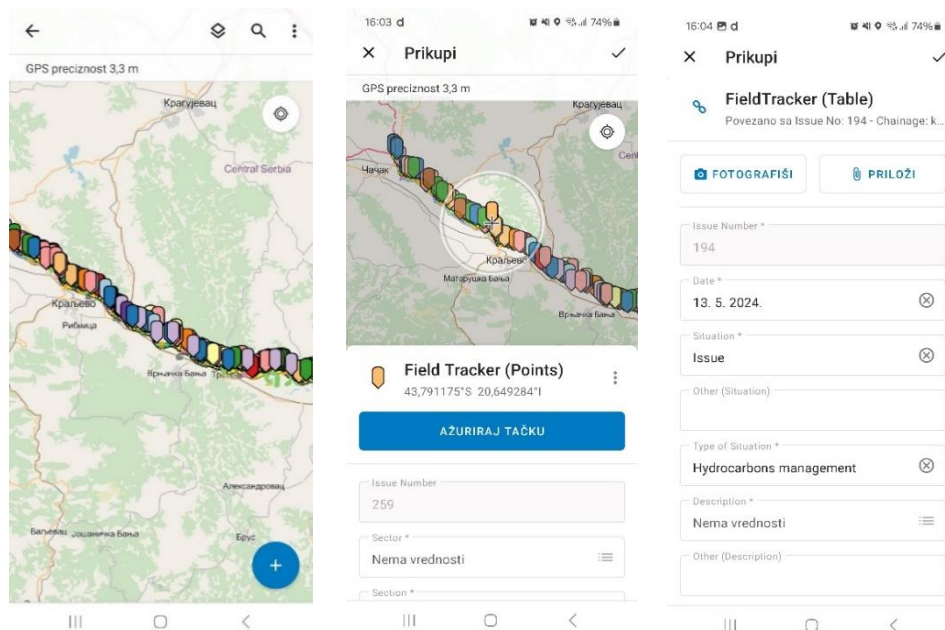 GPS preciznost 3,3 m
Крагујевац
Central Serbia
Краљево
Рибница
Врњачка Бања
Александровац
Баљевац
Јошаничка Бања
Брус
+
16:03 d
74%
Prikupi
GPS preciznost 3,3 m
Крагујевац
Чачак
Краљево
Матарушка Бања
Врњачка Бања
Field Tracker (Points)
43,791175°S 20,649284°I
AŽURIRAJ TAČKU
Issue Number
259
Sector *
Nema vrednosti
Section *
16:04 d
74%
Prikupi
FieldTracker (Table)
Povezano sa Issue No: 194 - Chainage: k...
FOTOGRAFIŠI
PRILOŽI
Issue Number *
194
Date *
13. 5. 2024.
Situation *
Issue
Other (Situation)
Type of Situation *
Hydrocarbons management
Description *
Nema vrednosti
Other (Description)